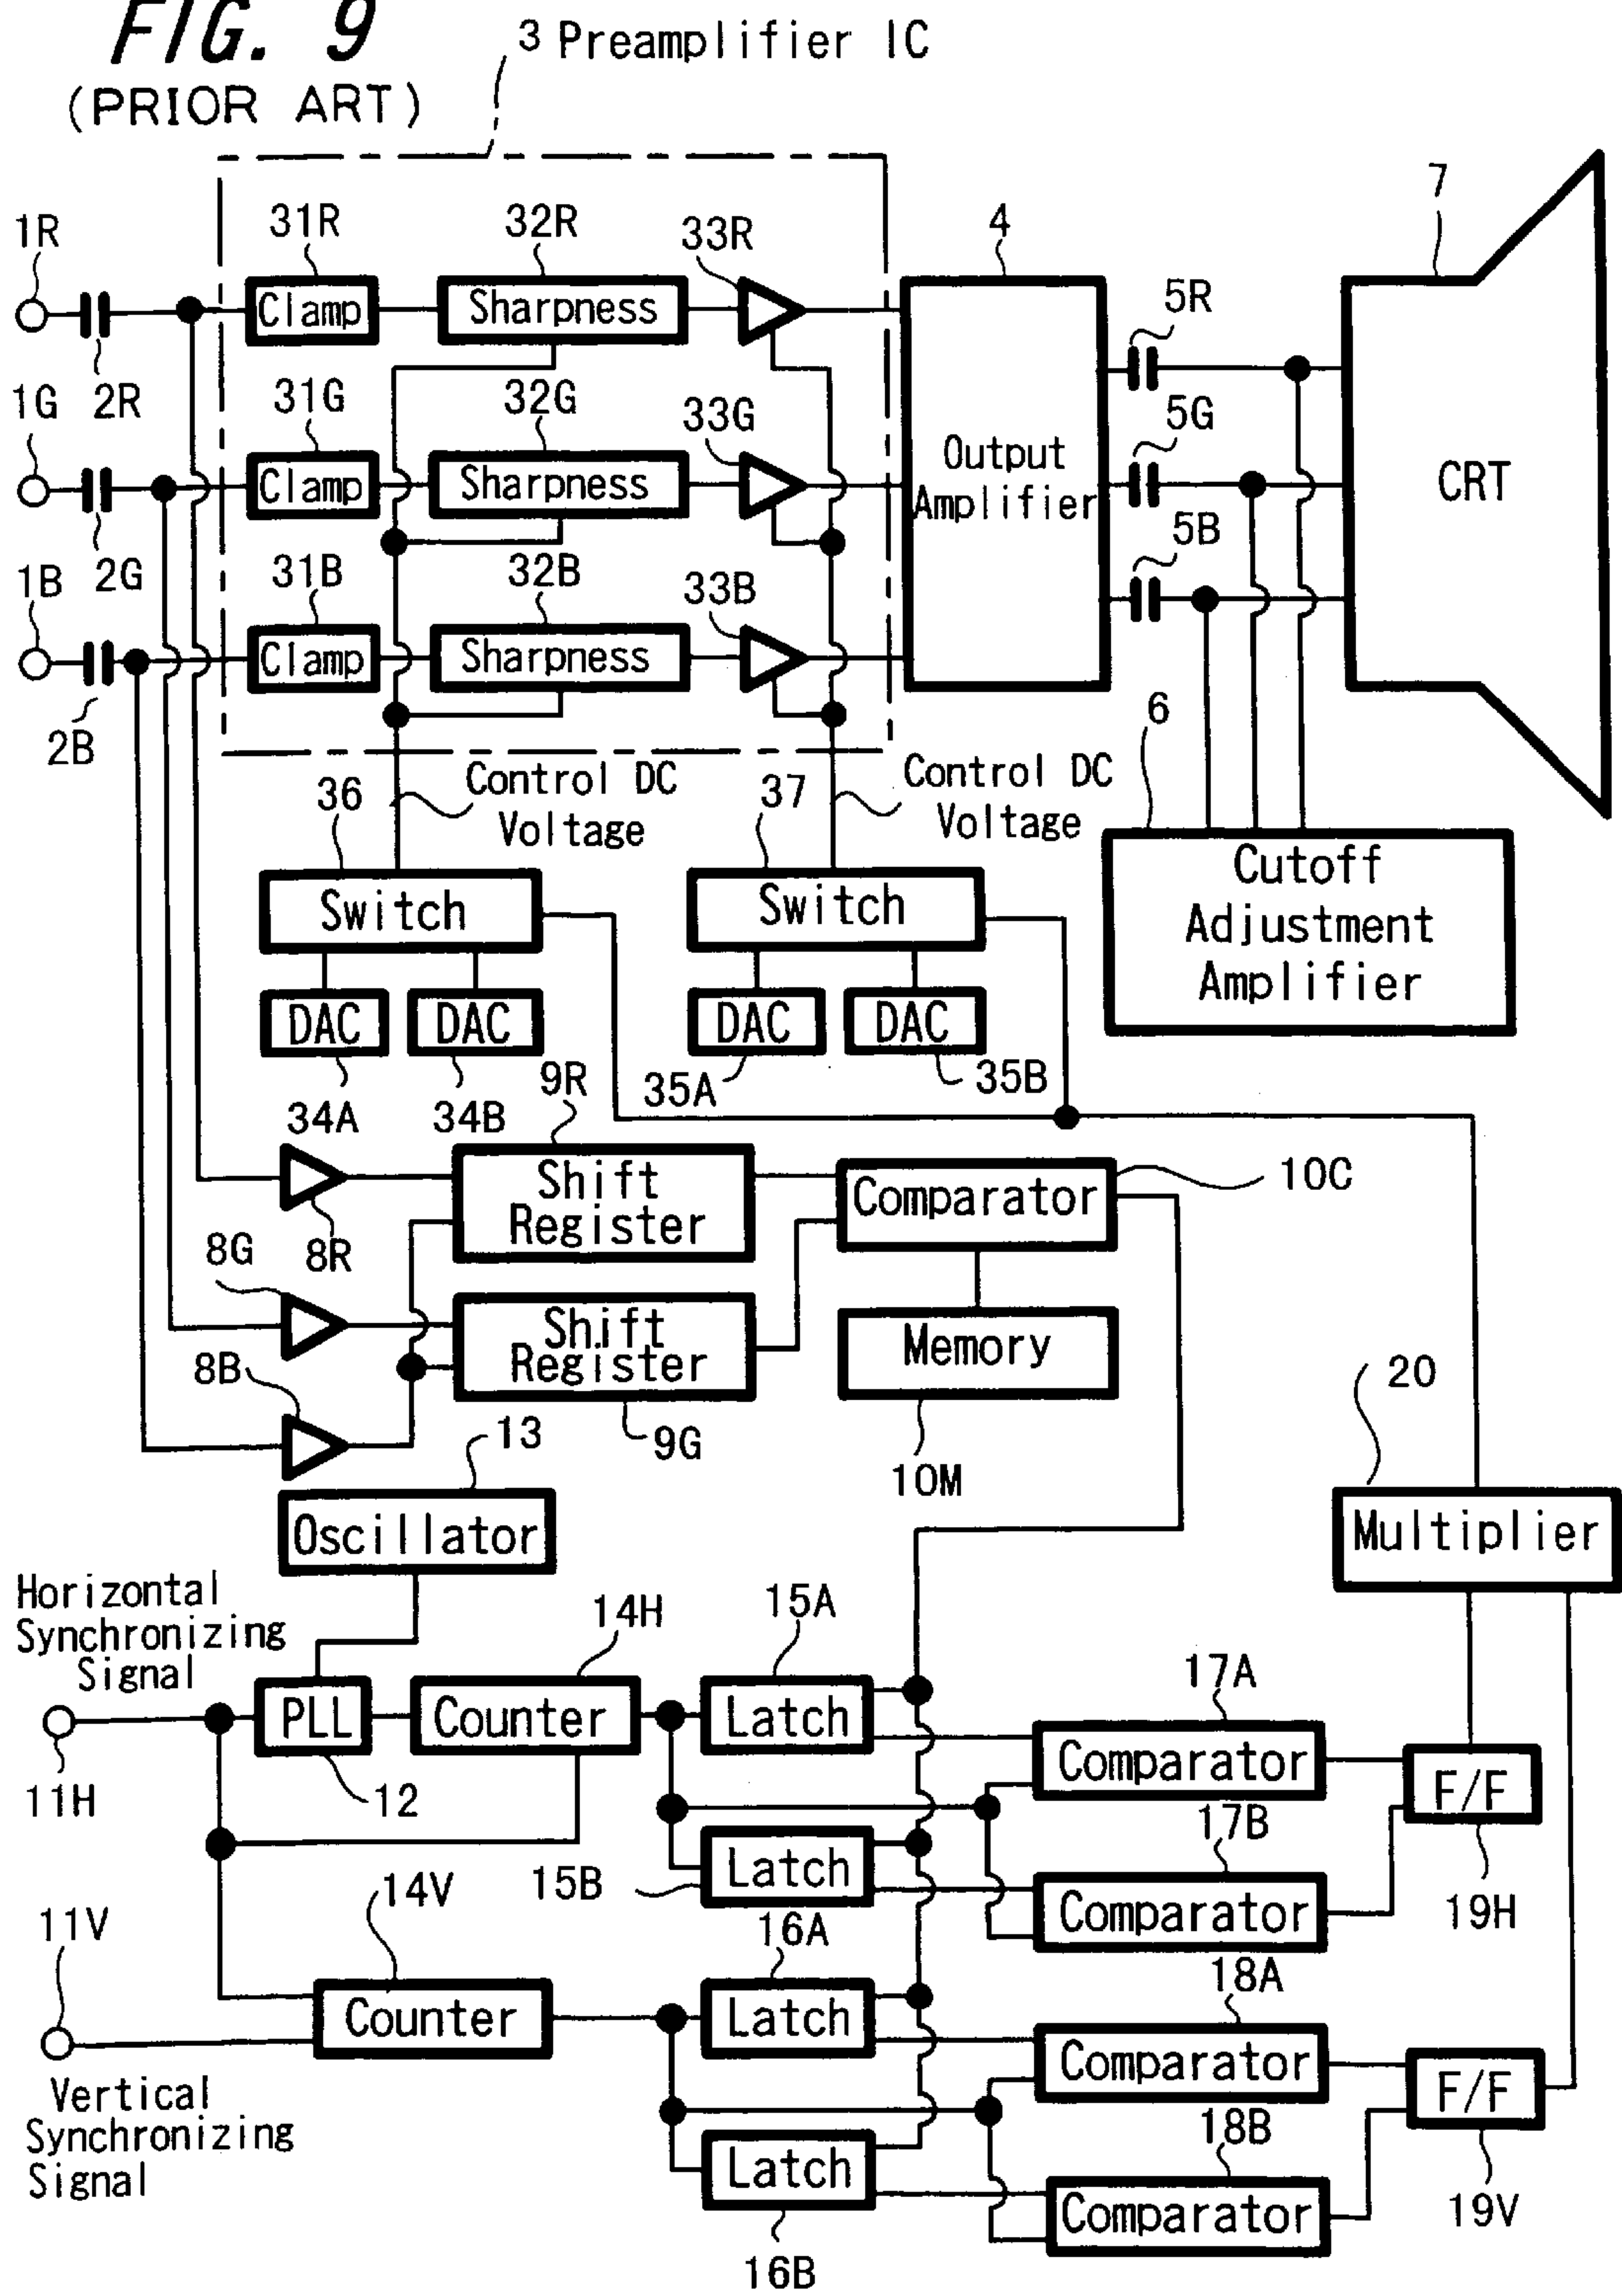 FIG. 9
(PRIOR ART)
3 Preamplifier IC
1R
31R
32R
33R
4
7
Clamp
Sharpness
5R
1G
2R
31G
32G
33G
5G
Clamp
Sharpness
Output
Amplifier
CRT
1B
2G
31B
32B
33B
5B
Clamp
Sharpness
2B
6
36
Control DC
Voltage
37
Control DC
Voltage
Switch
Switch
Cutoff
Adjustment
Amplifier
DAC
DAC
DAC
DAC
34A
34B
9R
35A
35B
Shift
Register
Comparator
10C
8R
8G
Shift
Register
Memory
8B
9G
10M
20
13
Oscillator
Multiplier
Horizontal
Synchronizing
Signal
14H
15A
17A
PLL
Counter
Latch
Comparator
F/F
11H
12
17B
15B
Latch
Comparator
19H
11V
14V
16A
18A
Counter
Latch
Comparator
F/F
Vertical
Synchronizing
Signal
18B
Latch
Comparator
19V
16B